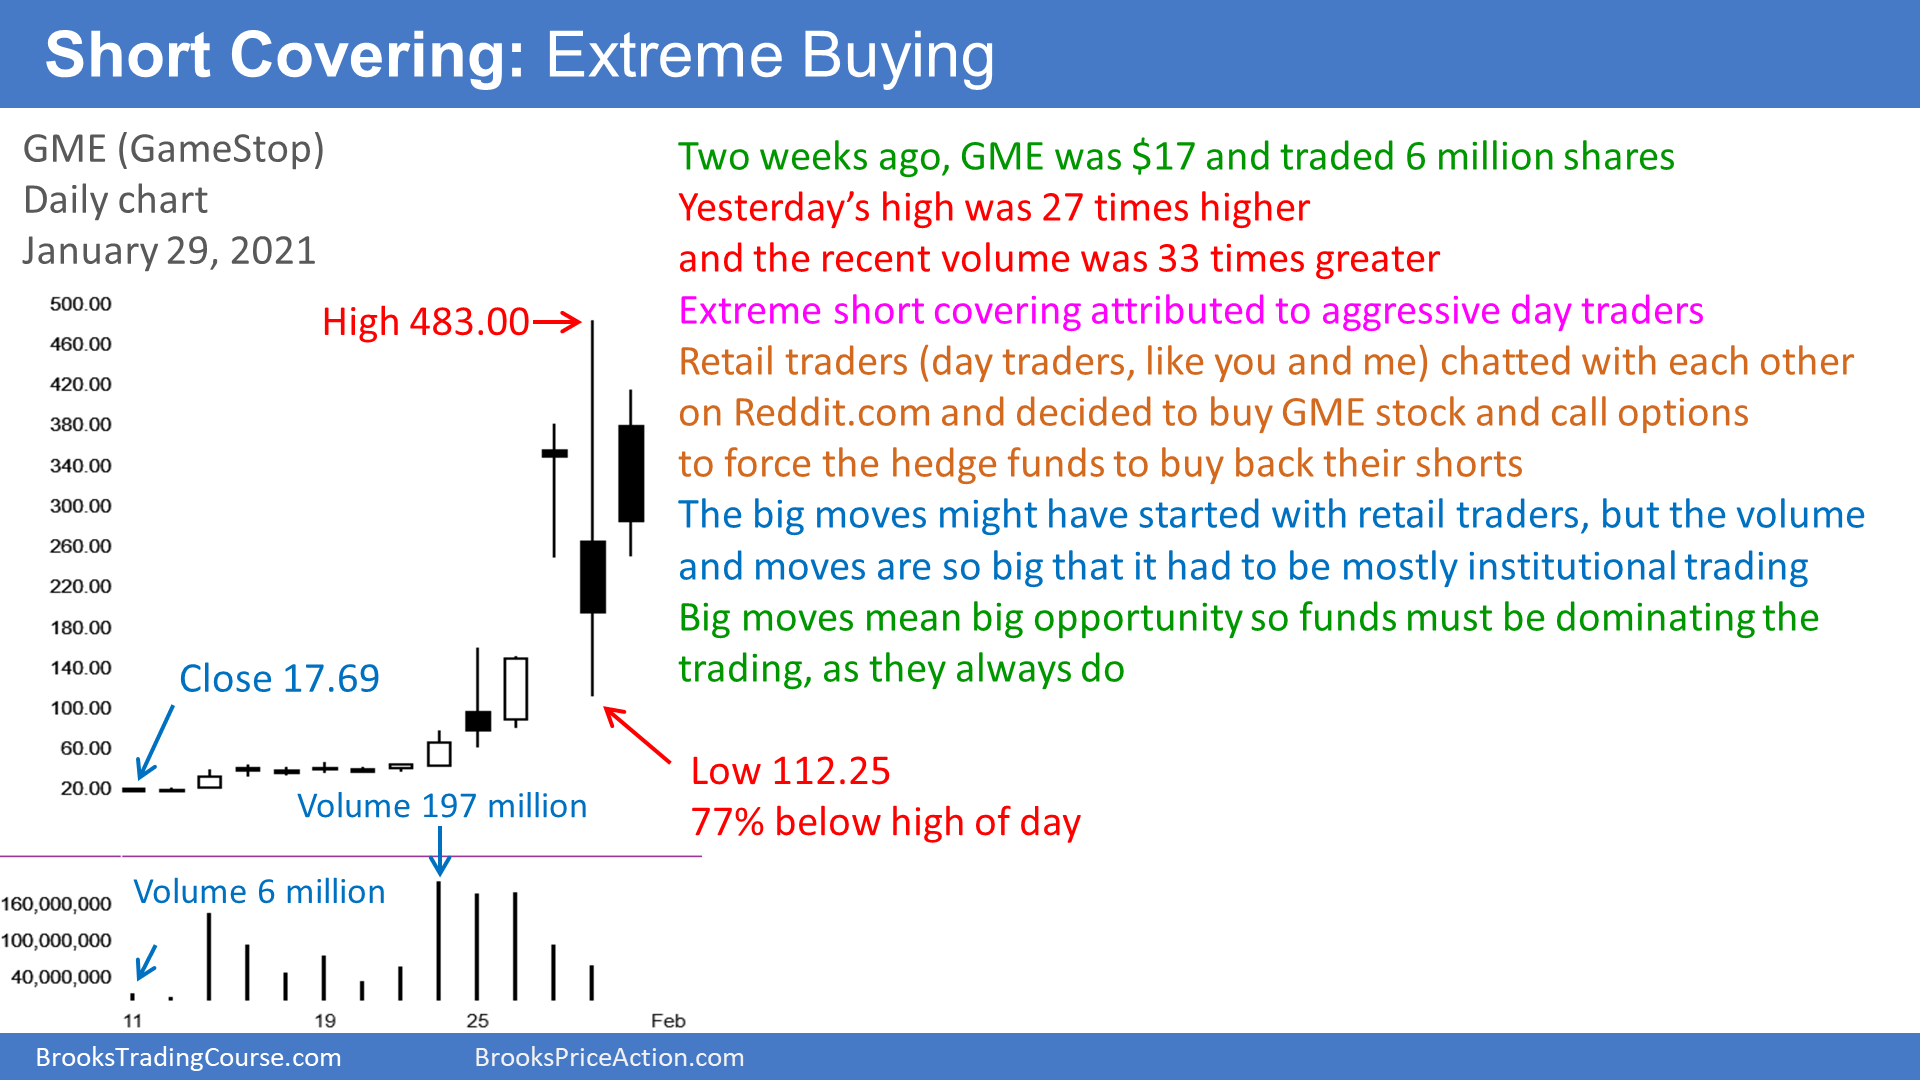 Short Covering: Extreme Buying
GME (GameStop)
Daily chart
January 29, 2021
Two weeks ago, GME was $17 and traded 6 million shares
Yesterday’s high was 27 times higher
and the recent volume was 33 times greater
Extreme short covering attributed to aggressive day traders
Retail traders (day traders, like you and me) chatted with each other
on Reddit.com and decided to buy GME stock and call options
to force the hedge funds to buy back their shorts
The big moves might have started with retail traders, but the volume
and moves are so big that it had to be mostly institutional trading
Big moves mean big opportunity so funds must be dominating the
trading, as they always do
500.00
460.00
420.00
380.00
340.00
300.00
260.00
220.00
180.00
140.00
100.00
60.00
20.00
High 483.00
Close 17.69
Low 112.25
77% below high of day
Volume 197 million
Volume 6 million
160,000,000
100,000,000
40,000,000
11 19 25 Feb
BrooksTradingCourse.com BrooksPriceAction.com